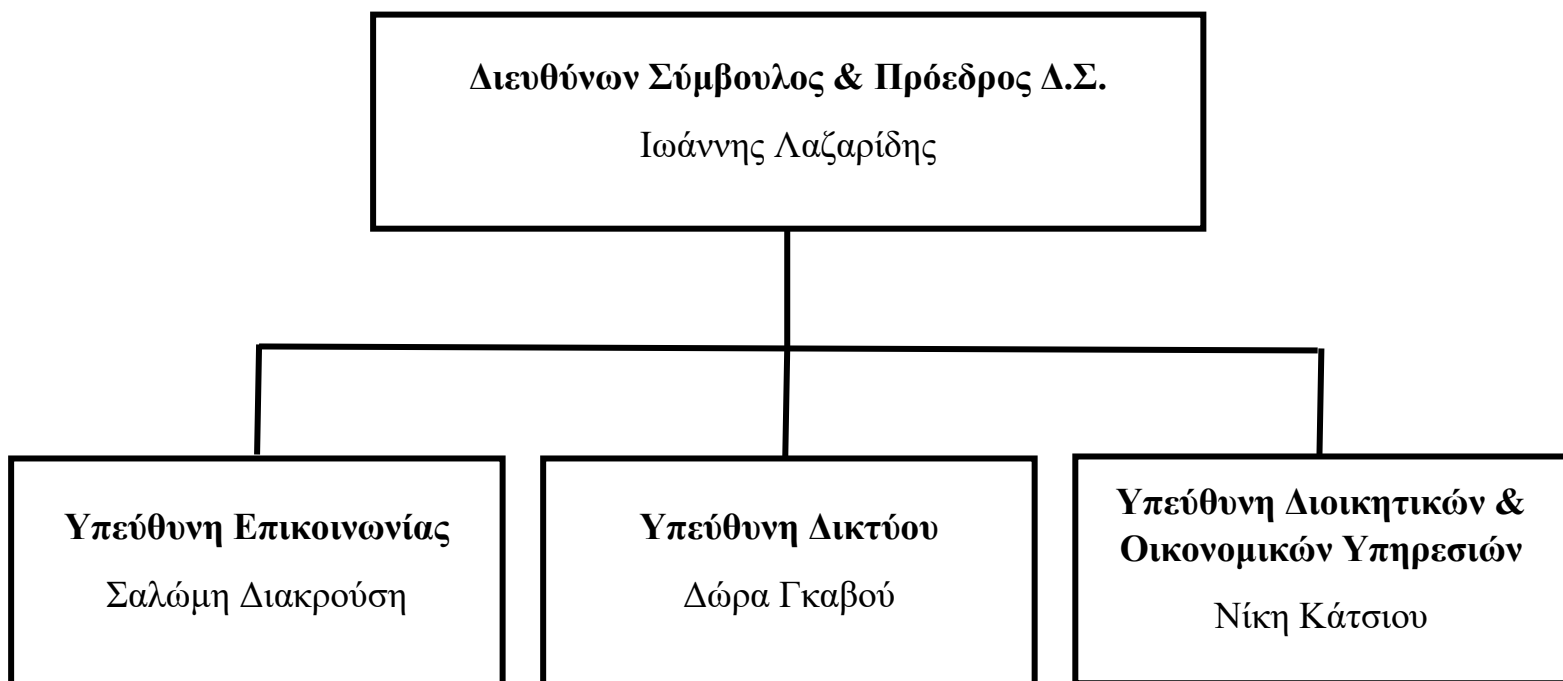 Διευθύνων Σύμβουλος & Πρόεδρος Δ.Σ.
Ιωάννης Λαζαρίδης
Υπεύθυνη Επικοινωνίας
Σαλώμη Διακρούση
Υπεύθυνη Δικτύου
Δώρα Γκαβού
Υπεύθυνη Διοικητικών &
Οικονομικών Υπηρεσιών
Νίκη Κάτσιου